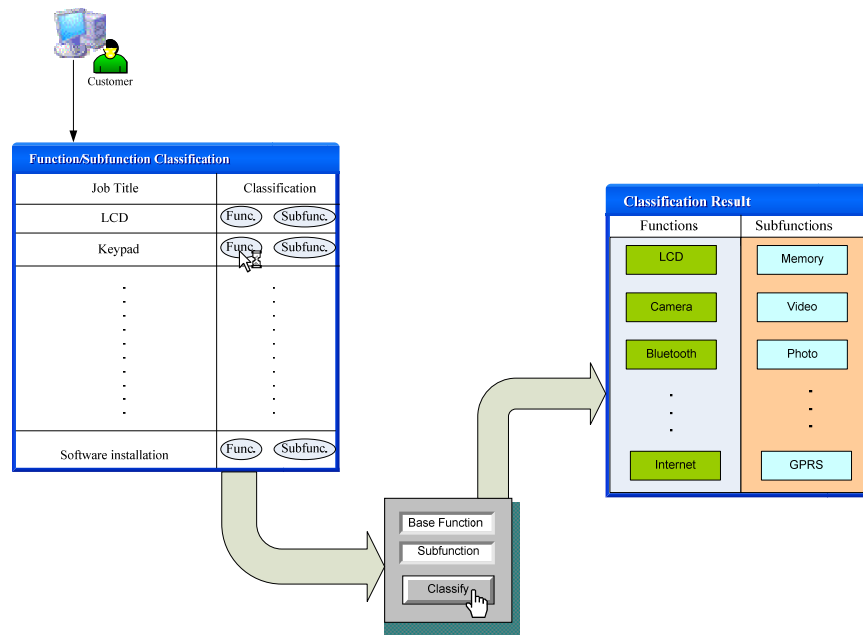 Customer
Function/Subfunction Classification
Job Title Classification
LCD Func. Subfunc.
Keypad Func. Subfunc.
Software installation Func. Subfunc.
Base Function
Subfunction
Classify
Classification Result
Functions Subfunctions
LCD Memory
Camera Video
Bluetooth Photo
Internet GPRS